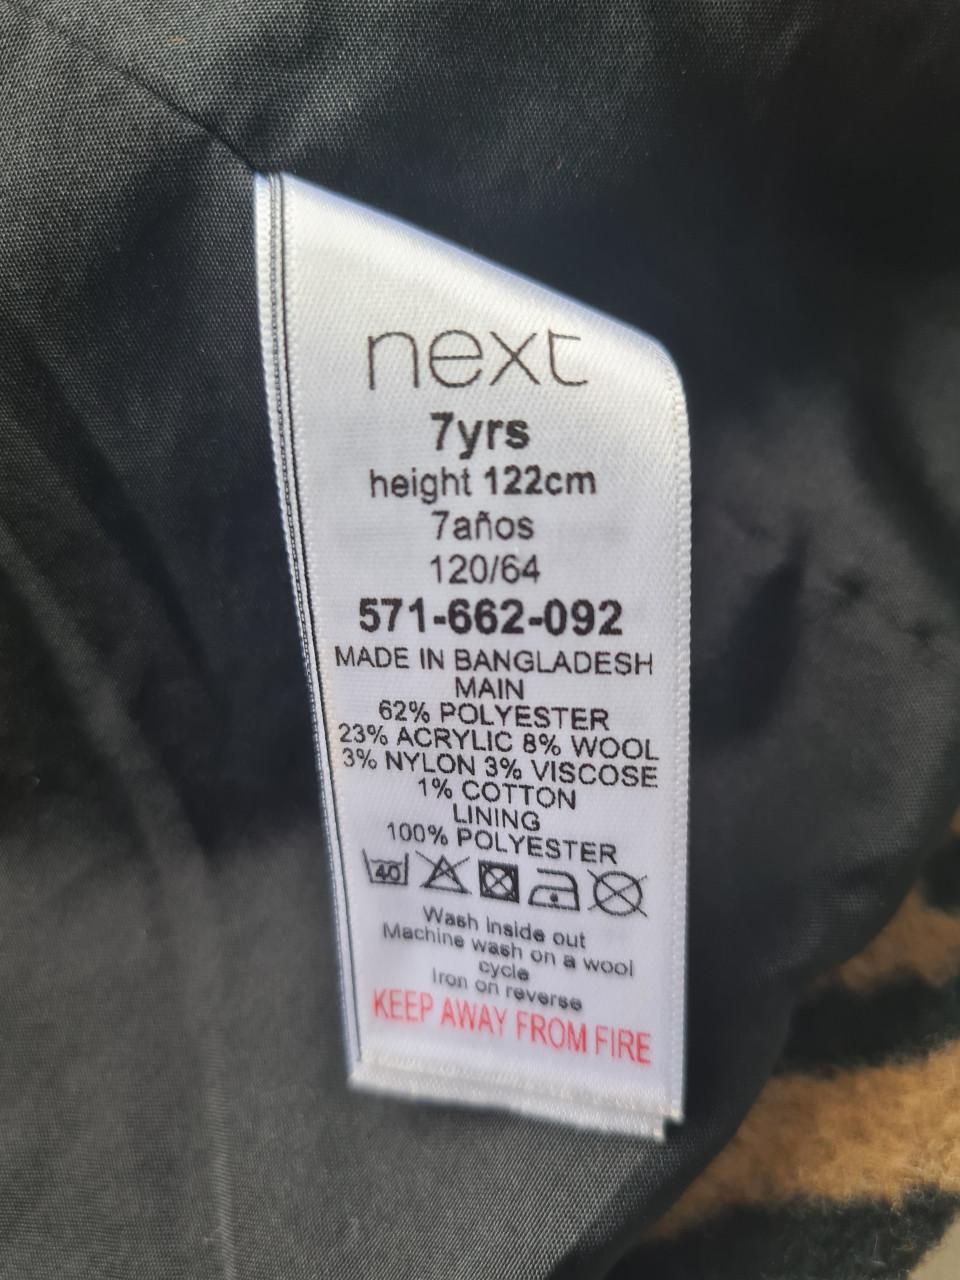 next
7yrs
height 122cm
7años
120/64
571-662-092
MADE IN BANGLADESH
MAIN
62% POLYESTER
23% ACRYLIC 8% WOOL
3% NYLON 3% VISCOSE
1% COTTON
LINING
100% POLYESTER
40
Wash inside out
Machine wash on a wool
cycle
Iron on reverse
KEEP AWAY FROM FIRE